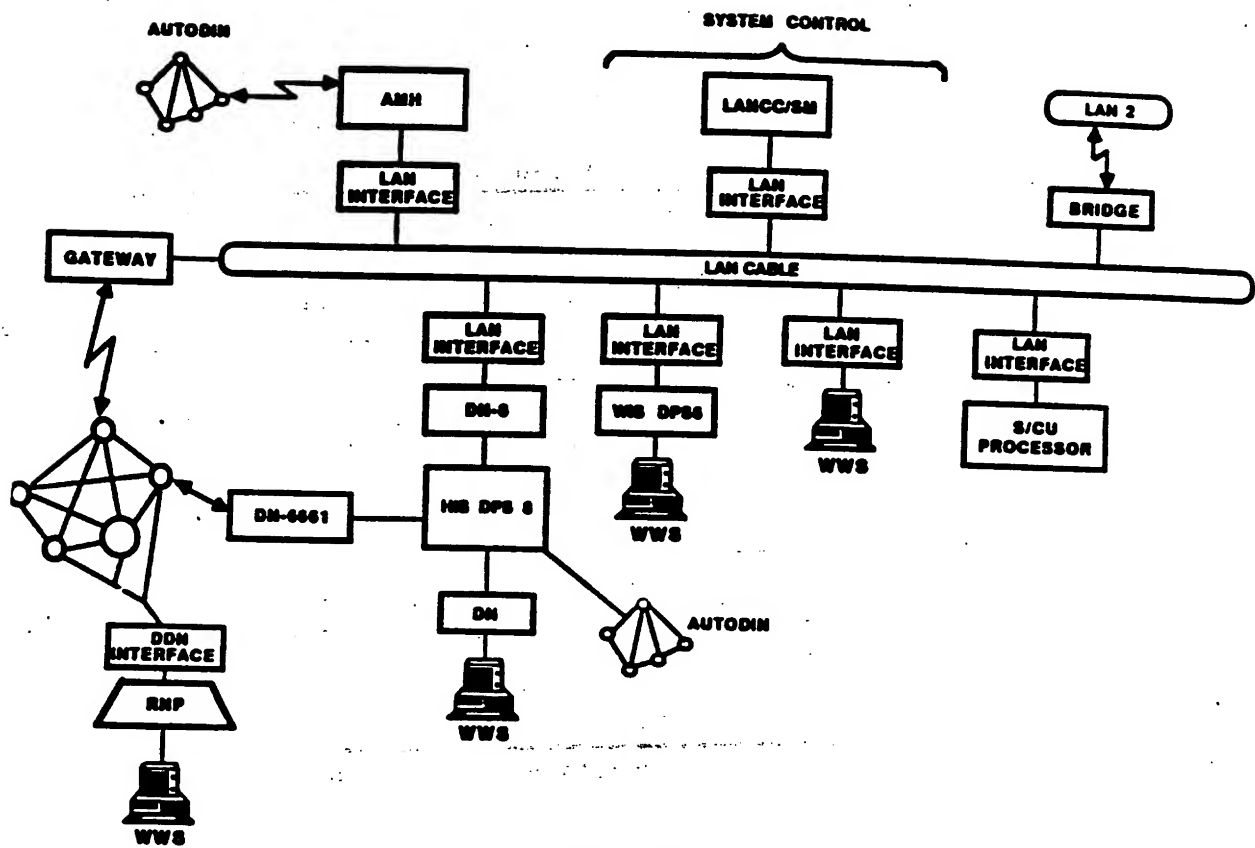 SYSTEM CONTROL
AUTODIN
AMH
LANCC/SM
LAN 2
LAN
INTERFACE
LAN
INTERFACE
BRIDGE
GATEWAY
LAN CABLE
LAN
INTERFACE
LAN
INTERFACE
LAN
INTERFACE
LAN
INTERFACE
DN-8
WIS DPS6
WWS
S/CU
PROCESSOR
HIS DPS 8
WWS
DN-6661
DN
AUTODIN
DDN
INTERFACE
RNP
WWS
WWS